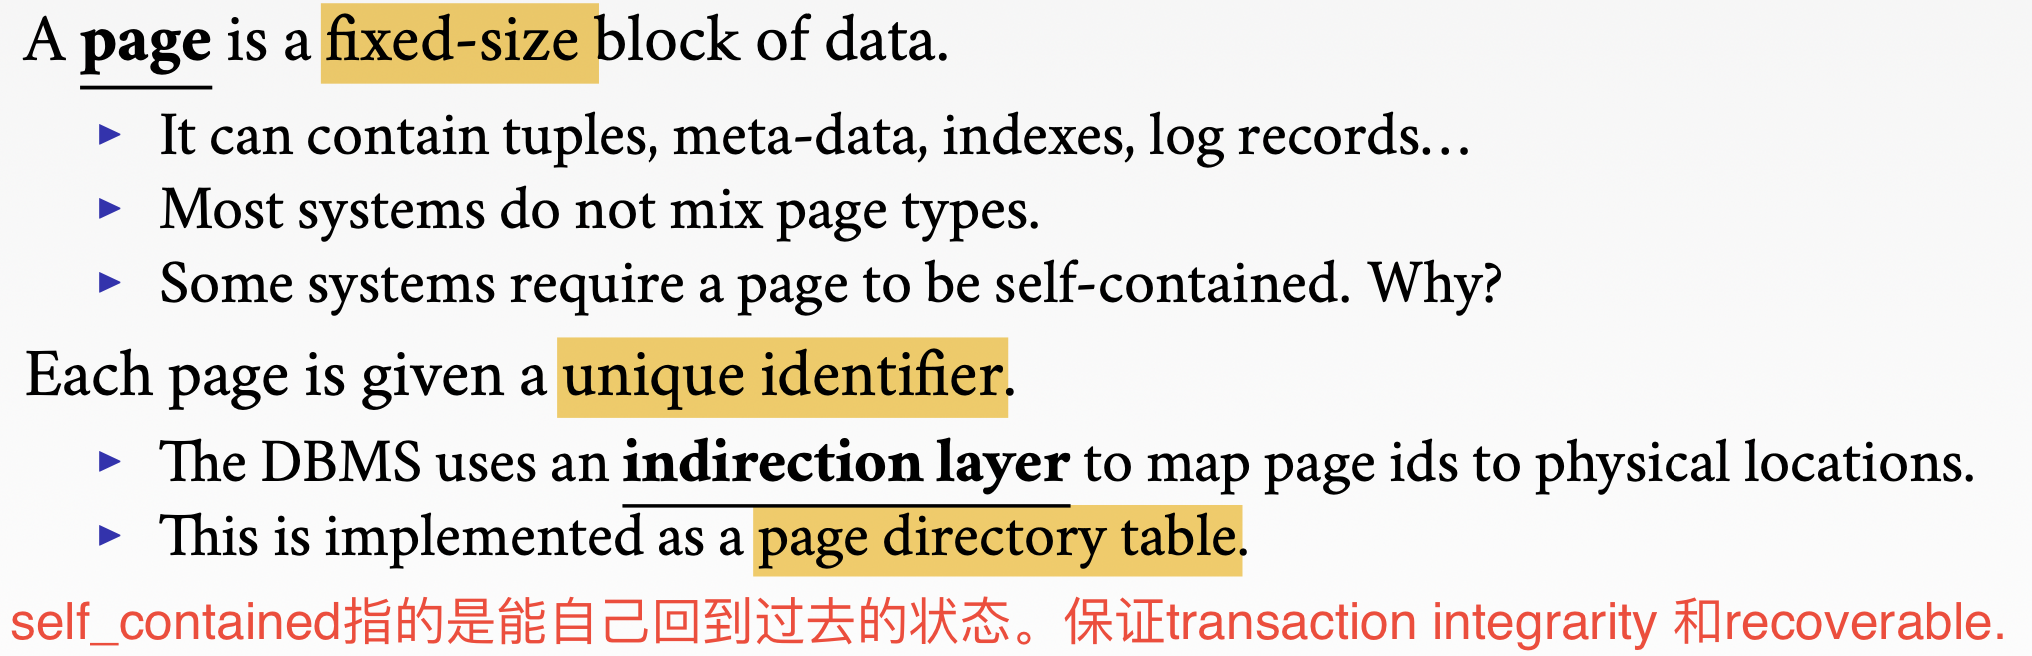 A page is a fixed-size block of data.
▶ It can contain tuples, meta-data, indexes, log records…
▶ Most systems do not mix page types.
▶ Some systems require a page to be self-contained. Why?
Each page is given a unique identifier.
▶ The DBMS uses an indirection layer to map page ids to physical locations.
▶ This is implemented as a page directory table.
self_contained指的是能自己回到过去的状态。保证transaction integrarity 和recoverable.